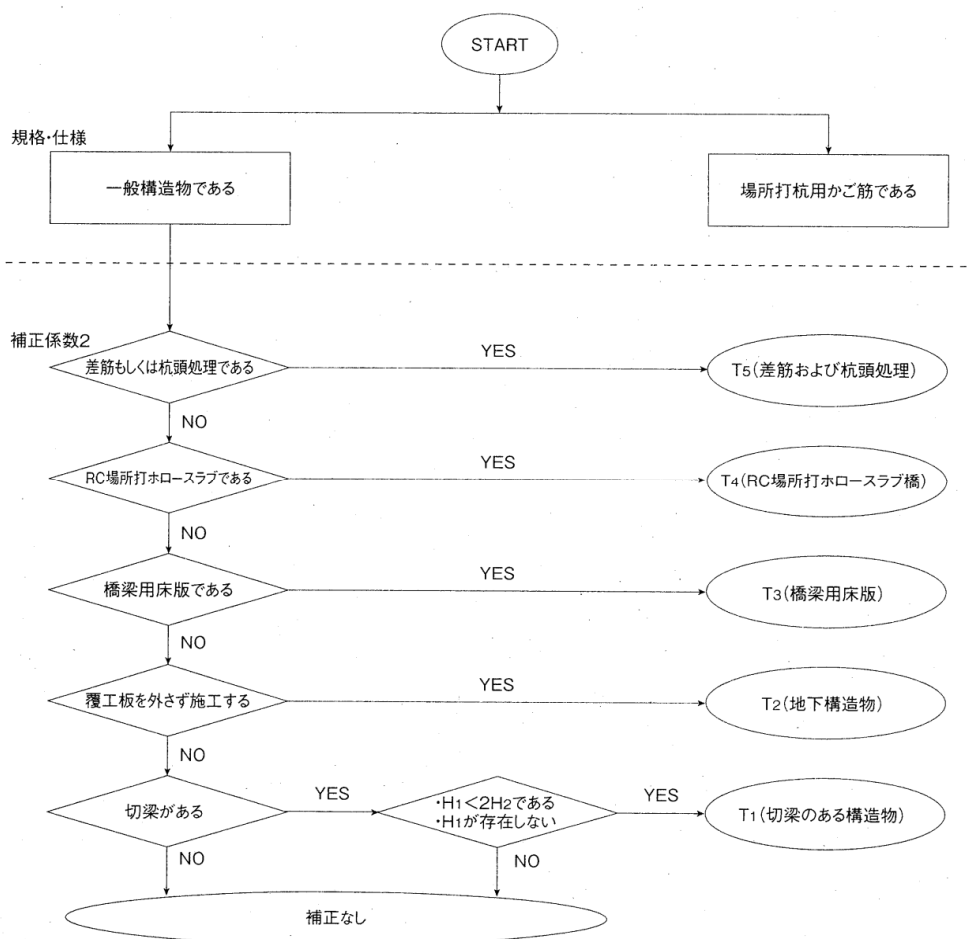 START
規格・仕様
一般構造物である
場所打杭用かご筋である
補正係数2
差筋もしくは杭頭処理である
YES
T5(差筋および杭頭処理)
NO
RC場所打ホロースラブである
YES
T4(RC場所打ホロースラブ橋)
NO
橋梁用床版である
YES
T3(橋梁用床版)
NO
覆工板を外さず施工する
YES
T2(地下構造物)
NO
切梁がある
YES
・H1<2H2である
・H1が存在しない
YES
T1(切梁のある構造物)
NO
NO
補正なし